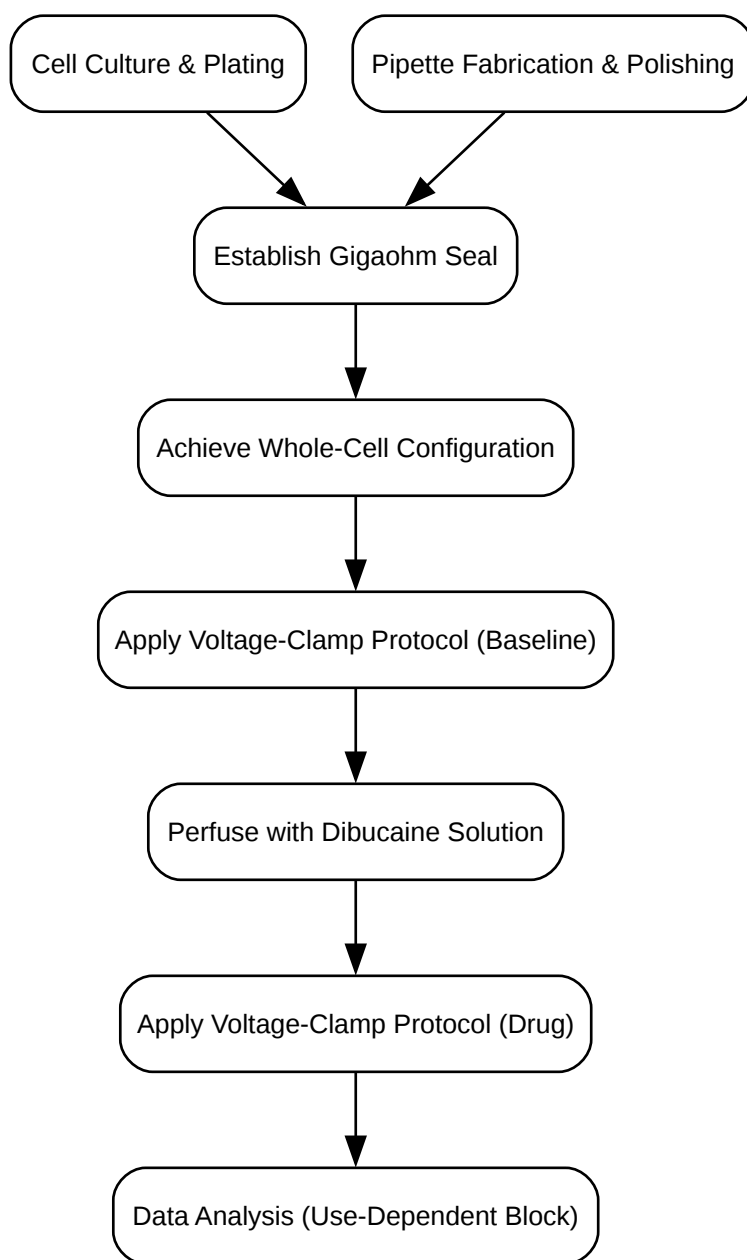 Cell Culture & Plating
Pipette Fabrication & Polishing
Establish Gigaohm Seal
Achieve Whole-Cell Configuration
Apply Voltage-Clamp Protocol (Baseline)
Perfuse with Dibucaine Solution
Apply Voltage-Clamp Protocol (Drug)
Data Analysis (Use-Dependent Block)